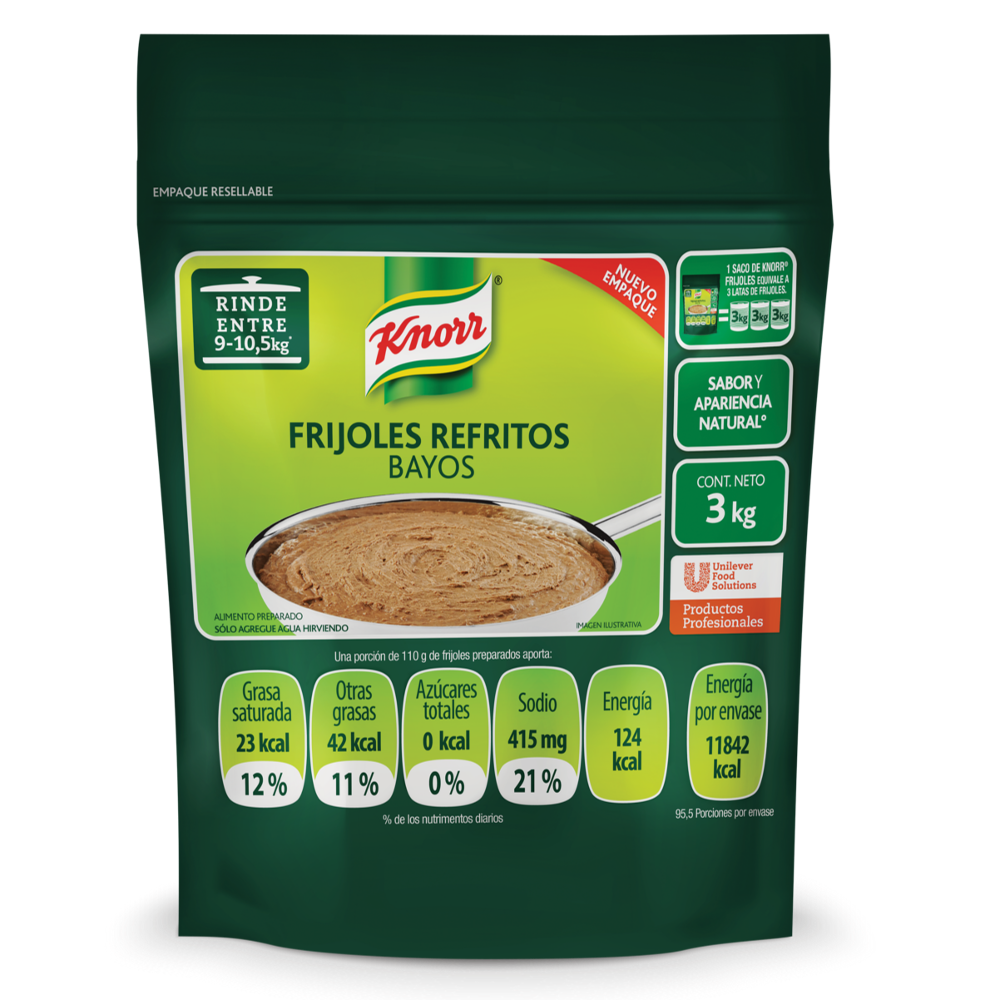 EMPAQUE RESELLABLE
RINDE
ENTRE
9-10,5kg*
Knorr®
NUEVO
EMPAQUE
FRIJOLES REFRITOS
BAYOS
ALIMENTO PREPARADO
SÓLO AGREGUE AGUA HIRVIENDO
IMAGEN ILUSTRATIVA
1 SACO DE KNORR®
FRIJOLES EQUIVALE A
3 LATAS DE FRIJOLES.
=
3kg 3kg 3kg
SABOR Y
APARIENCIA
NATURAL°
CONT. NETO
3 kg
Unilever
Food
Solutions
Productos
Profesionales
Una porción de 110 g de frijoles preparados aporta:
Grasa
saturada
23 kcal
12%
Otras
grasas
42 kcal
11%
Azúcares
totales
0 kcal
0%
Sodio
415 mg
21%
Energía
124
kcal
Energía
por envase
11842
kcal
% de los nutrimentos diarios
95,5 Porciones por envase